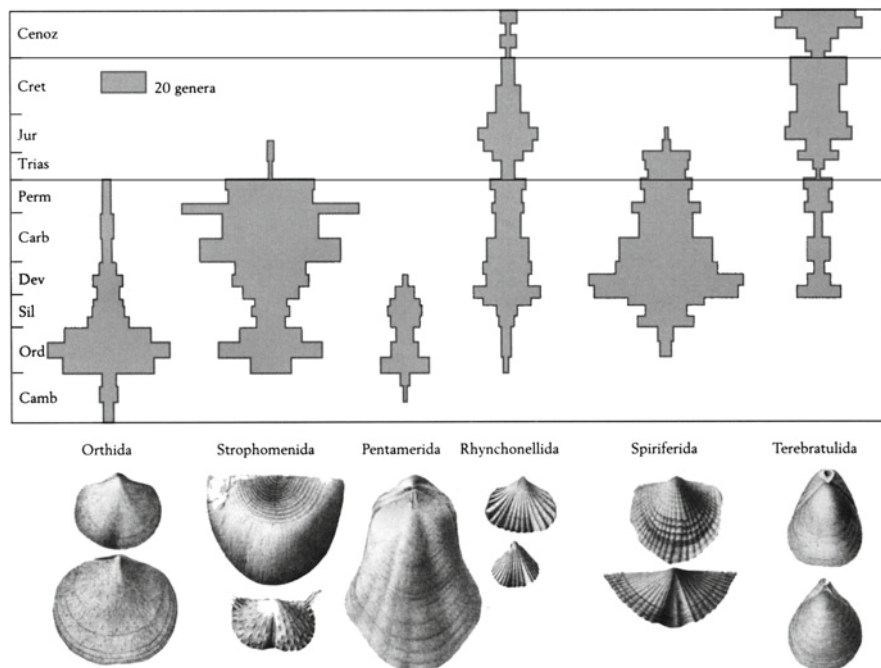 Cenoz
Cret
20 genera
Jur
Trias
Perm
Carb
Dev
Sil
Ord
Camb
Orthida Strophomenida Pentamerida Rhynchonellida Spiriferida Terebratulida